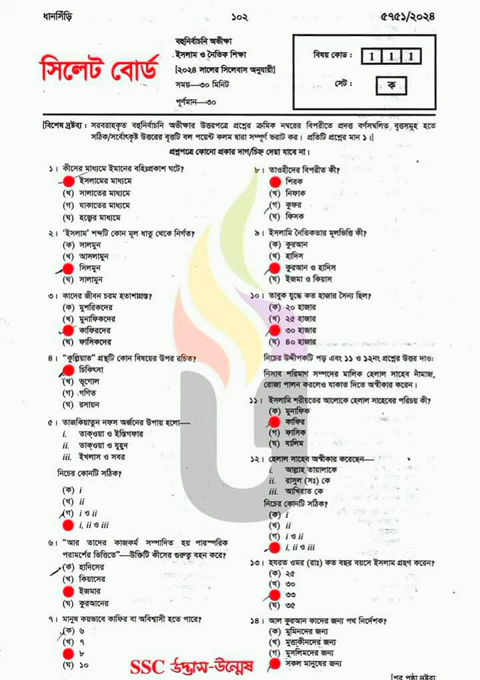 ধানসিঁড়ি
১০২
৫৭৫১/২০২৪
সিলেট বোর্ড
বহুনির্বাচনি অভীক্ষা
ইসলাম ও নৈতিক শিক্ষা
[২০২৪ সালের সিলেবাস অনুযায়ী]
সময়—৩০ মিনিট
পূর্ণমান—৩০
বিষয় কোড : 1 1 1
সেট : ক
[বিশেষ দ্রষ্টব্য : সরবরাহকৃত বহুনির্বাচনি অভীক্ষার উত্তরপত্রে প্রশ্নের ক্রমিক নম্বরের বিপরীতে প্রদত্ত বর্ণসম্বলিত বৃত্তসমূহ হতে
সঠিক/সর্বোৎকৃষ্ট উত্তরের বৃত্তটি বল পয়েন্ট কলম দ্বারা সম্পূর্ণ ভরাট কর। প্রতিটি প্রশ্নের মান ১।]
প্রশ্নপত্রে কোনো প্রকার দাগ/চিহ্ন দেয়া যাবে না।
১। কীসের মাধ্যমে ইমানের বহিঃপ্রকাশ ঘটে?
ইসলামের মাধ্যমে
(খ) সালাতের মাধ্যমে
(গ) যাকাতের মাধ্যমে
(ঘ) হজ্বের মাধ্যমে
২। ‘ইসলাম’ শব্দটি কোন মূল ধাতু থেকে নির্গত?
(ক) সালমুন
(খ) আসলামুন
সিলমুন
(ঘ) সালামুন
৩। কাদের জীবন চরম হতাশাগ্রস্ত?
(ক) মুশরিকদের
(খ) মুনাফিকদের
কাফিরদের
(ঘ) ফাসিকদের
৪। “কুল্লিয়াত” গ্রন্থটি কোন বিষয়ের উপর রচিত?
চিকিৎসা
(খ) ভূগোল
(গ) গণিত
(ঘ) রসায়ন
৫। তাজকিয়াতুন নফস অর্জনের উপায় হলো—
i. তাক্‌ওয়া ও ইস্তিগফার
ii. তাক্‌ওয়া ও যুহুদ
iii. ইখলাস ও সবর
নিচের কোনটি সঠিক?
(ক) i
(খ) ii
(গ) i ও ii
i, ii ও iii
৬। “আর তাদের কাজকর্ম সম্পাদিত হয় পারস্পরিক
পরামর্শের ভিত্তিতে”—উক্তিটি কীসের গুরুত্ব বহন করে?
(ক) হাদিসের
(খ) কিয়াসের
ইজমার
(ঘ) কুরআনের
৭। মানুষ কয়ভাবে কাফির বা অবিশ্বাসী হতে পারে?
(ক) ৬
(খ) ৭
৮
(ঘ) ১০
৮। তাওহীদের বিপরীত কী?
শিরক
(খ) নিফাক
(গ) কুফর
(ঘ) ফিসক
৯। ইসলামি নৈতিকতার মূলভিত্তি কী?
(ক) কুরআন
(খ) হাদিস
কুরআন ও হাদিস
(ঘ) ইজমা ও কিয়াস
১০। তাবুক যুদ্ধে কত হাজার সৈন্য ছিল?
(ক) ২০ হাজার
(খ) ২৫ হাজার
৩০ হাজার
(ঘ) ৪০ হাজার
নিচের উদ্দীপকটি পড় এবং ১১ ও ১২নং প্রশ্নের উত্তর দাও:
নিসাব পরিমাণ সম্পদের মালিক হেলাল সাহেব নামাজ,
রোজা পালন করলেও যাকাত দিতে অস্বীকার করেন।
১১। ইসলামি শরীয়তের আলোকে হেলাল সাহেবের পরিচয় কী?
(ক) মুনাফিক
কাফির
(গ) ফাসিক
(ঘ) যালিম
১২। হেলাল সাহেব অস্বীকার করেছেন—
i. আল্লাহ তায়ালাকে
ii. রাসুল (সঃ) কে
iii. আখিরাত কে
নিচের কোনটি সঠিক?
(ক) i
(খ) ii
(গ) i ও ii
i, ii ও iii
১৩। হযরত ওমর (রাঃ) কত বছর বয়সে ইসলাম গ্রহণ করেন?
(ক) ২৫
(খ) ৩০
৩৩
(ঘ) ৩৫
১৪। আল কুরআন কাদের জন্য পথ নির্দেশক?
(ক) মুমিনদের জন্য
(খ) মুত্তাকীনদের জন্য
(গ) মুসলিমদের জন্য
সকল মানুষের জন্য
SSC উদ্ভাস-উন্মেষ
[পর পৃষ্ঠা দ্রষ্টব্য